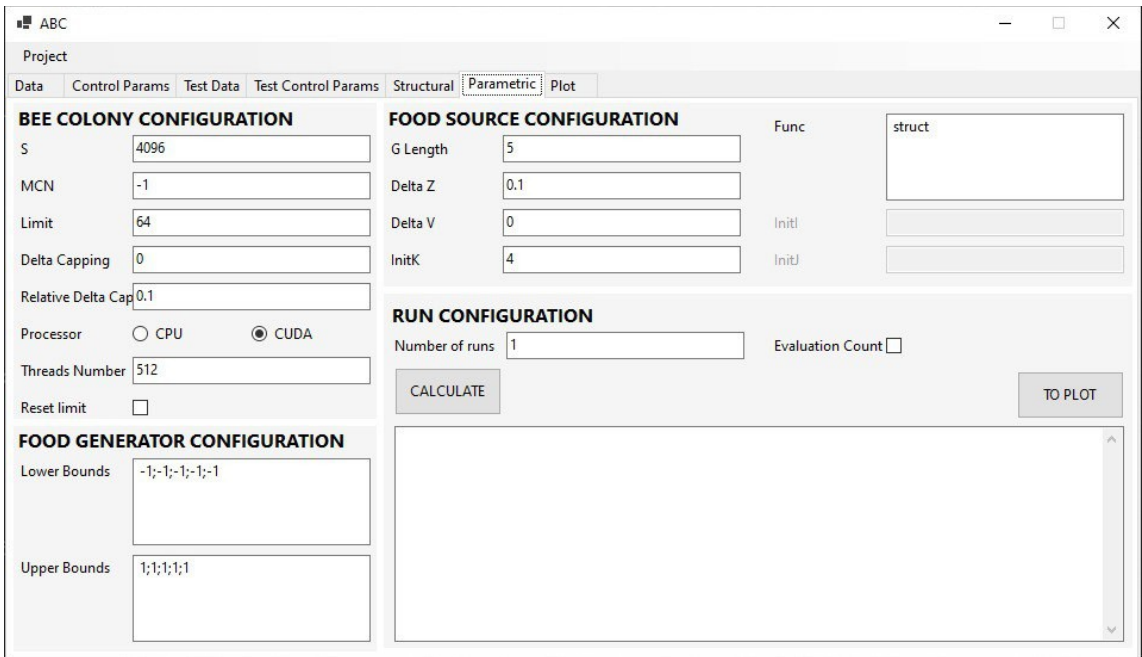 ABC
Project
Data Control Params Test Data Test Control Params Structural Parametric Plot
BEE COLONY CONFIGURATION
S 4096
MCN -1
Limit 64
Delta Capping 0
Relative Delta Cap 0.1
Processor CPU CUDA
Threads Number 512
Reset limit
FOOD GENERATOR CONFIGURATION
Lower Bounds -1;-1;-1;-1;-1
Upper Bounds 1;1;1;1;1
FOOD SOURCE CONFIGURATION
G Length 5
Delta Z 0.1
Delta V 0
InitK 4
Func struct
InitI
InitJ
RUN CONFIGURATION
Number of runs 1 Evaluation Count
CALCULATE TO PLOT